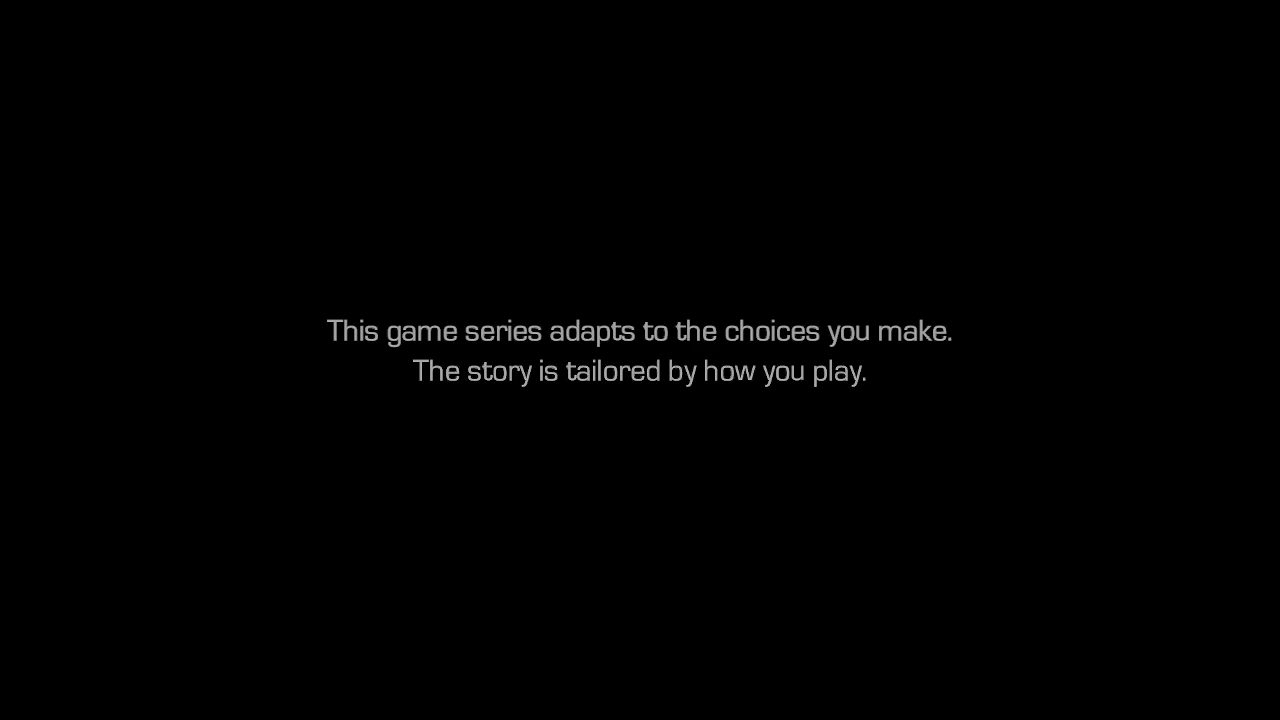 This game series adapts to the choices you make.
The story is tailored by how you play.